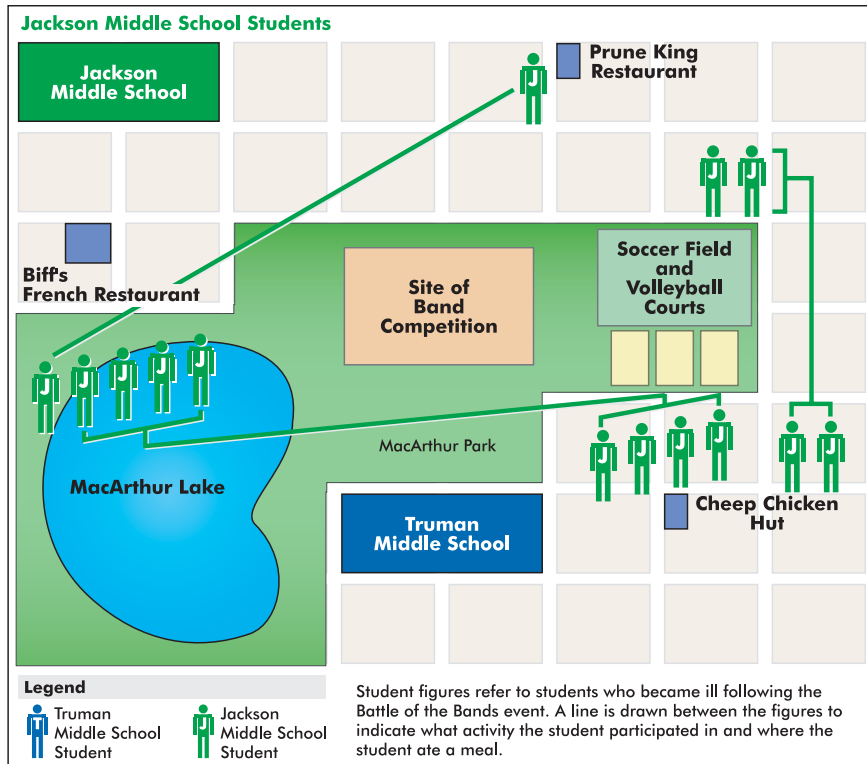 Jackson Middle School Students
Jackson
Middle School
Prune King
Restaurant
J
J J
Biff's
French Restaurant
Site of
Band
Competition
Soccer Field
and
Volleyball
Courts
J J J J J
J J J J
J J
MacArthur Park
MacArthur Lake
Truman
Middle School
Cheep Chicken
Hut
Legend
T
Truman
Middle School
Student
J
Jackson
Middle School
Student
Student figures refer to students who became ill following the
Battle of the Bands event. A line is drawn between the figures to
indicate what activity the student participated in and where the
student ate a meal.